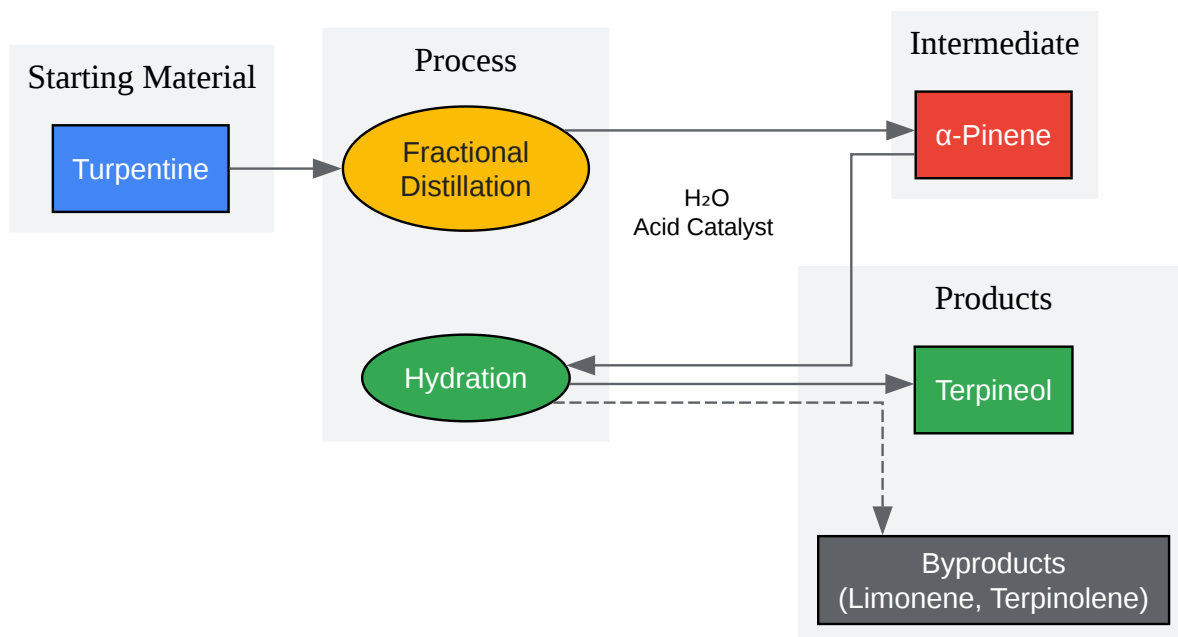 Starting Material
Turpentine
Process
Fractional
Distillation
Hydration
H₂O
Acid Catalyst
Intermediate
α-Pinene
Products
Terpineol
Byproducts
(Limonene, Terpinolene)